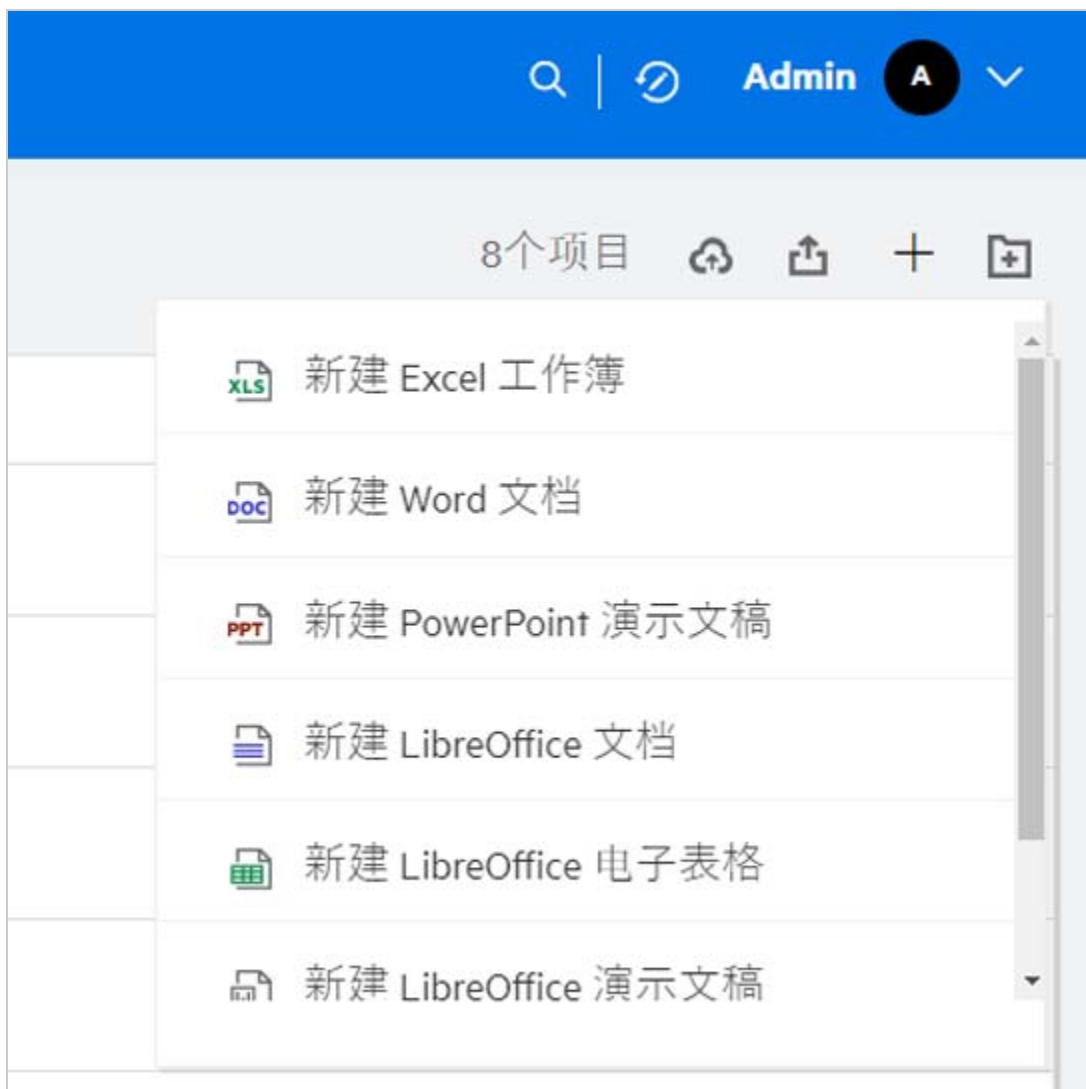 Admin A
8个项目
XLS 新建 Excel 工作簿
DOC 新建 Word 文档
PPT 新建 PowerPoint 演示文稿
新建 LibreOffice 文档
新建 LibreOffice 电子表格
新建 LibreOffice 演示文稿